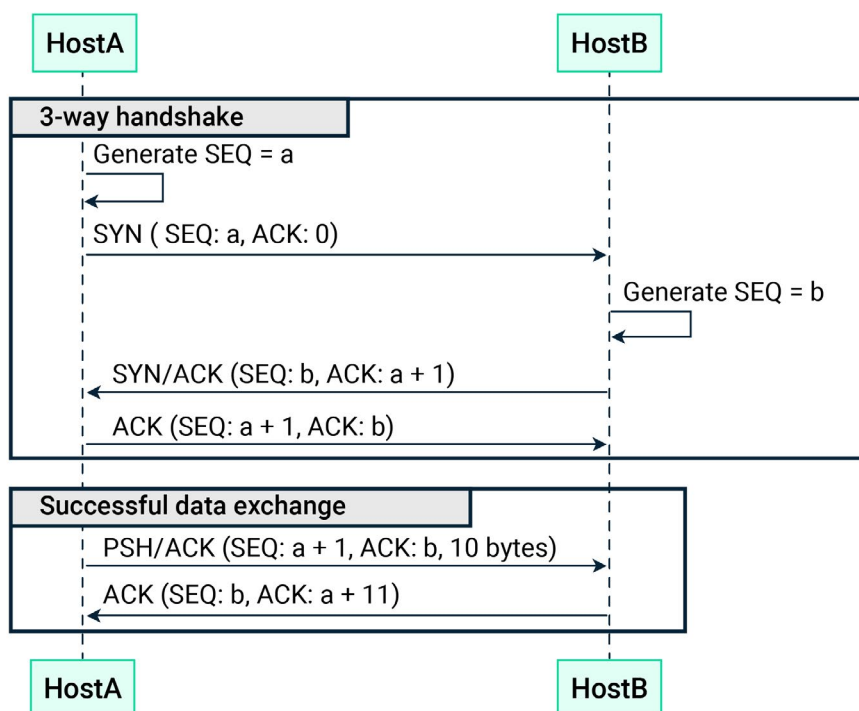 HostA
HostB
3-way handshake
Generate SEQ = a
SYN ( SEQ: a, ACK: 0)
Generate SEQ = b
SYN/ACK (SEQ: b, ACK: a + 1)
ACK (SEQ: a + 1, ACK: b)
Successful data exchange
PSH/ACK (SEQ: a + 1, ACK: b, 10 bytes)
ACK (SEQ: b, ACK: a + 11)
HostA
HostB